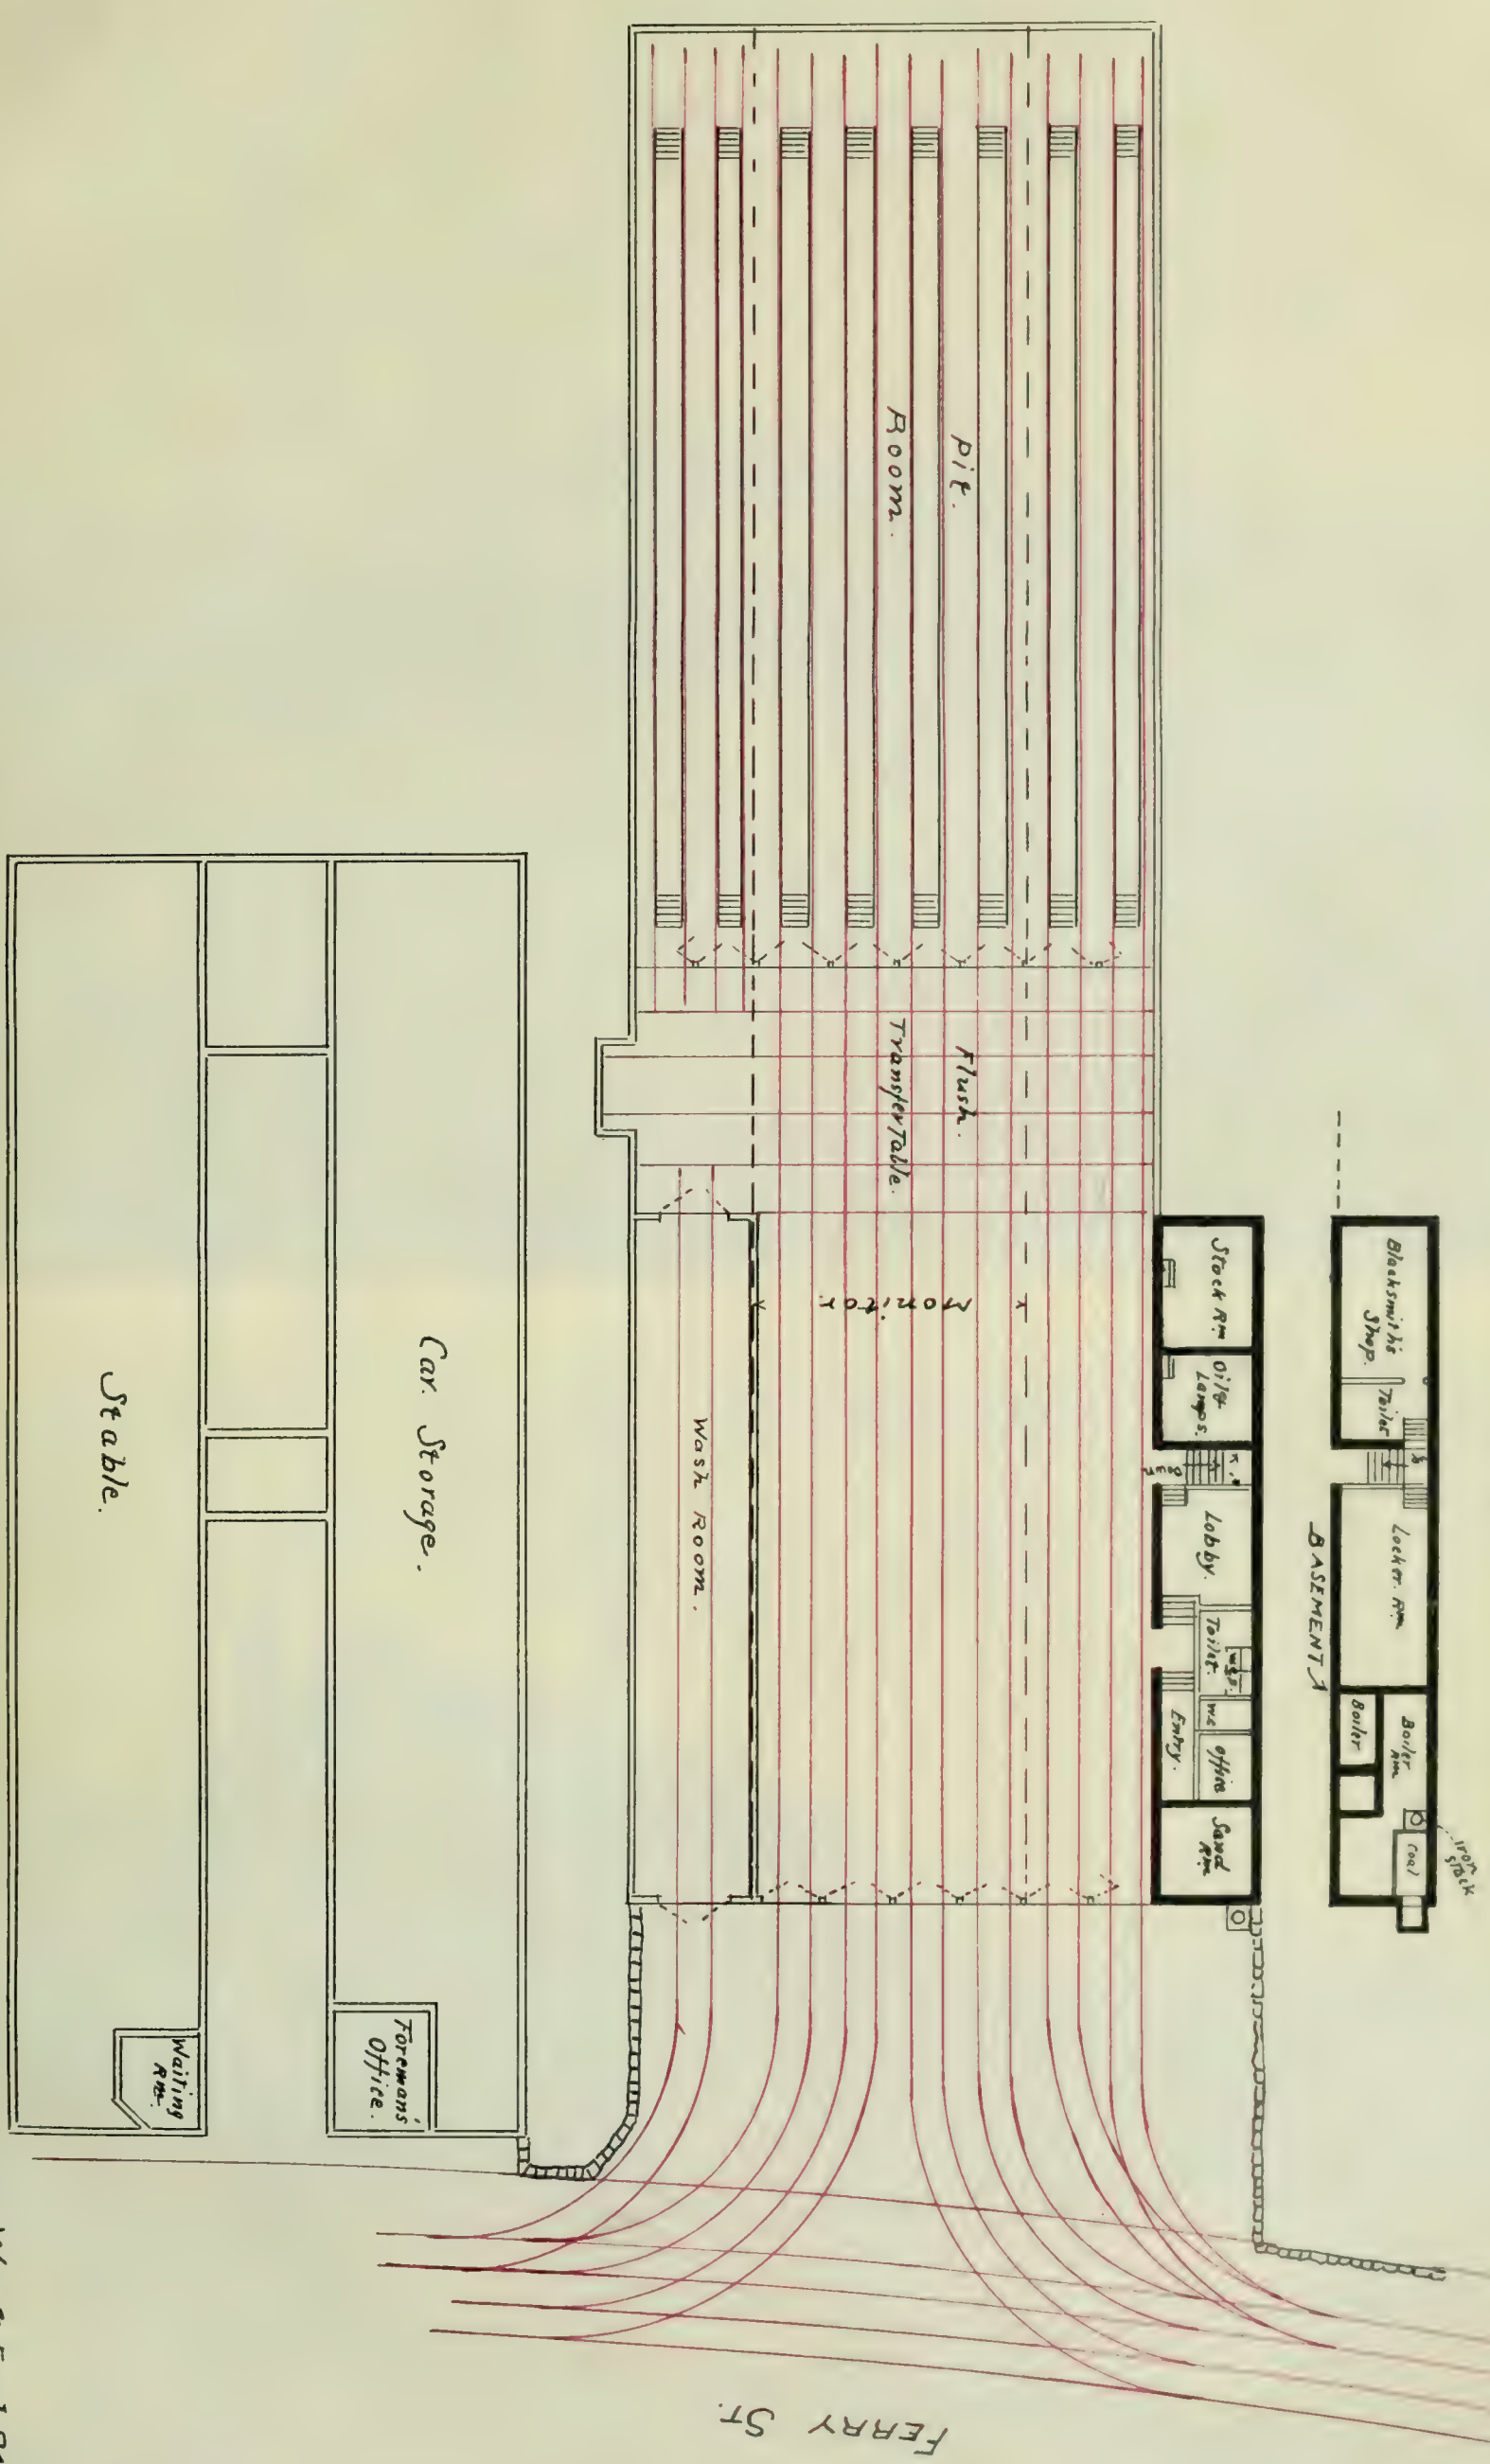 Pit.
Room.
Flush.
Transfer Table.
Monitor
Wash Room.
Stock Rm
Oil &
Lamps.
Lobby.
Toilet.
W.C.
Office
Entry.
Sand
Rm
BASEMENT
Blacksmith's
Shop.
Toilet
Locker Rm
Boiler
Boiler
Rm
Coal
Iron
Stack
Car. Storage.
Foreman's
Office.
Stable.
Waiting
Rm.
FERRY ST.